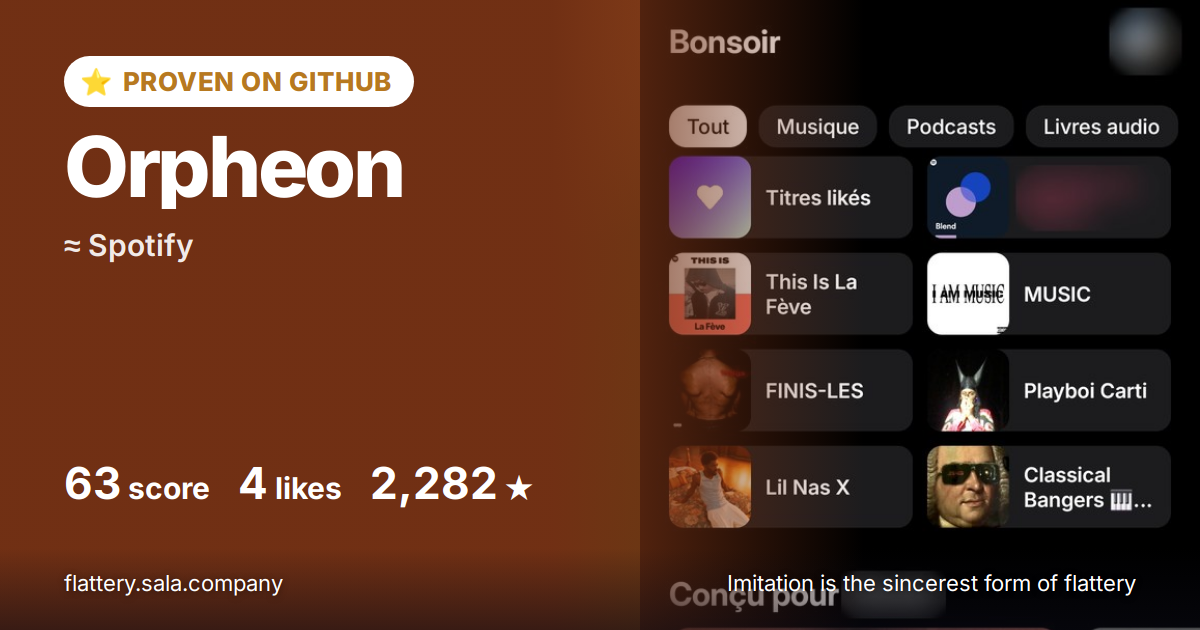 ⭐ PROVEN ON GITHUB
Orpheon
≈ Spotify
63 score 4 likes 2,282 ★
flattery.sala.company
Bonsoir
Tout Musique Podcasts Livres audio
Titres likés
Blend
THIS IS
La Fève
This Is La
Fève
I AM MUSIC
MUSIC
FINIS-LES
Playboi Carti
Lil Nas X
Classical
Bangers 🎹...
Conçu pour
Imitation is the sincerest form of flattery